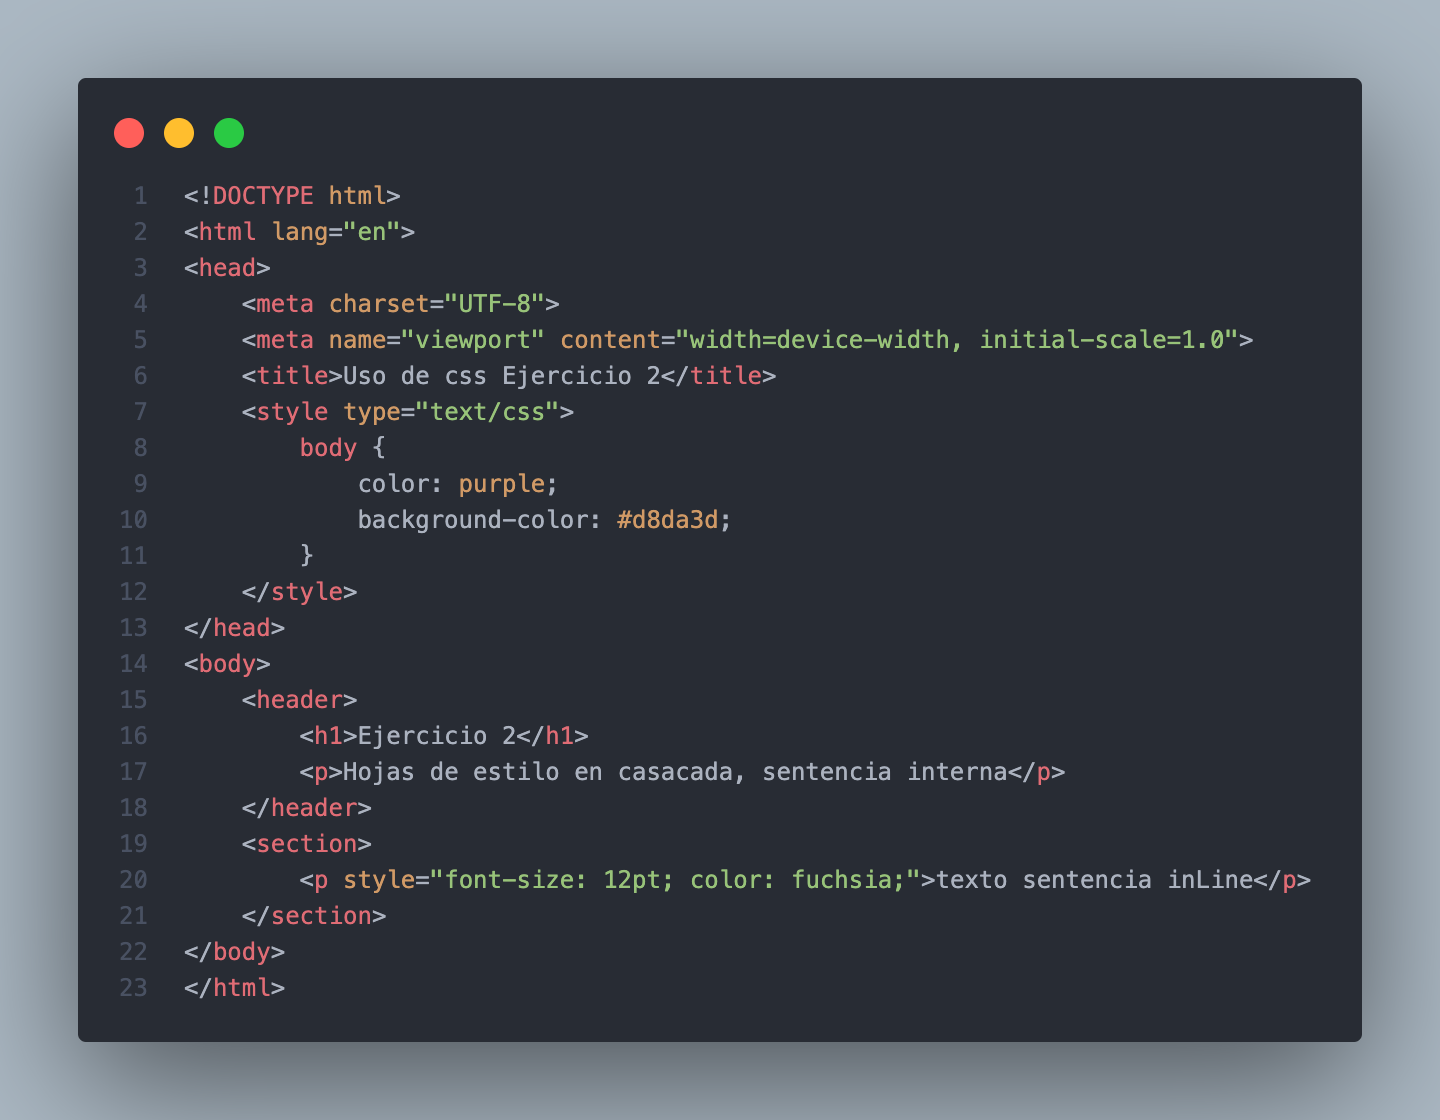 1 <!DOCTYPE html>
2 <html lang="en">
3 <head>
4     <meta charset="UTF-8">
5     <meta name="viewport" content="width=device-width, initial-scale=1.0">
6     <title>Uso de css Ejercicio 2</title>
7     <style type="text/css">
8         body {
9             color: purple;
10             background-color: #d8da3d;
11         }
12     </style>
13 </head>
14 <body>
15     <header>
16         <h1>Ejercicio 2</h1>
17         <p>Hojas de estilo en casacada, sentencia interna</p>
18     </header>
19     <section>
20         <p style="font-size: 12pt; color: fuchsia;">texto sentencia inLine</p>
21     </section>
22 </body>
23 </html>